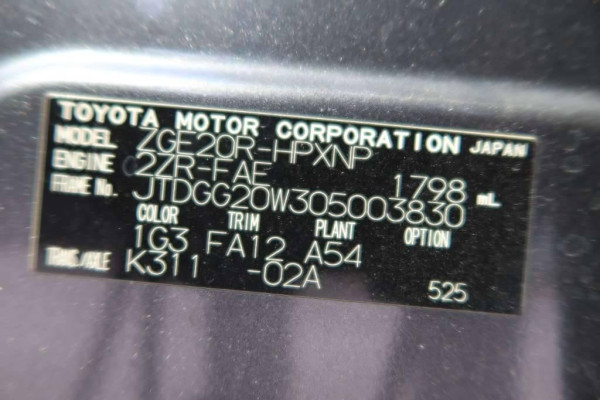 TOYOTA MOTOR CORPORATION JAPAN
MODEL ZGE20R-HPXNP
ENGINE 2ZR-FAE 1798 mL
FRAME No. JTDGG20W305003830
COLOR TRIM PLANT OPTION
1G3 FA12 A54
TRANS/AXLE K311 -02A
525